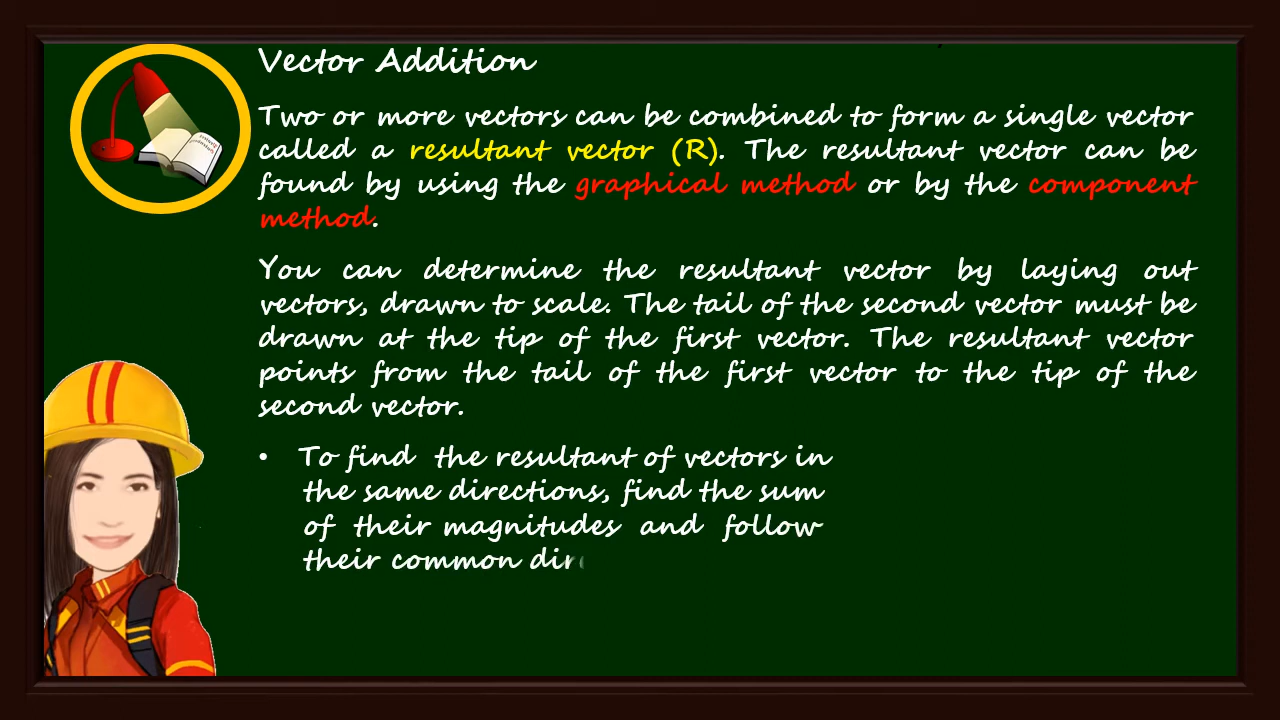 Vector Addition
Two or more vectors can be combined to form a single vector
called a resultant vector (R). The resultant vector can be
found by using the graphical method or by the component
method.
You can determine the resultant vector by laying out
vectors, drawn to scale. The tail of the second vector must be
drawn at the tip of the first vector. The resultant vector
points from the tail of the first vector to the tip of the
second vector.
• To find the resultant of vectors in
the same directions, find the sum
of their magnitudes and follow
their common dir